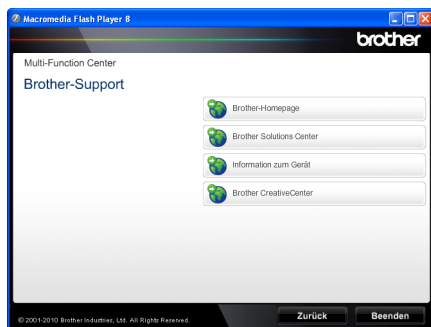 Macromedia Flash Player 8
brother
Multi-Function Center
Brother-Support
Brother-Homepage
Brother Solutions Center
Information zum Gerät
Brother CreativeCenter
© 2001-2010 Brother Industries, Ltd. All Rights Reserved.
Zurück
Beenden